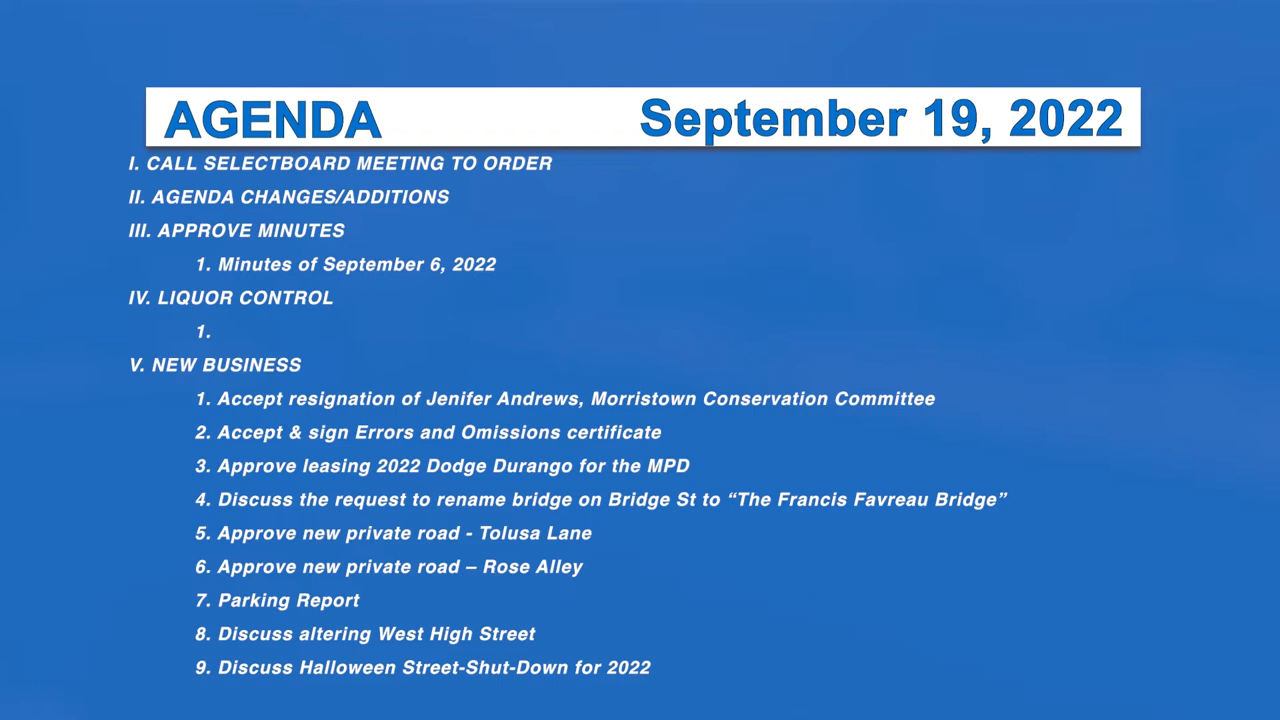 AGENDA September 19, 2022
I. CALL SELECTBOARD MEETING TO ORDER
II. AGENDA CHANGES/ADDITIONS
III. APPROVE MINUTES
1. Minutes of September 6, 2022
IV. LIQUOR CONTROL
1.
V. NEW BUSINESS
1. Accept resignation of Jenifer Andrews, Morristown Conservation Committee
2. Accept & sign Errors and Omissions certificate
3. Approve leasing 2022 Dodge Durango for the MPD
4. Discuss the request to rename bridge on Bridge St to “The Francis Favreau Bridge”
5. Approve new private road - Tolusa Lane
6. Approve new private road – Rose Alley
7. Parking Report
8. Discuss altering West High Street
9. Discuss Halloween Street-Shut-Down for 2022